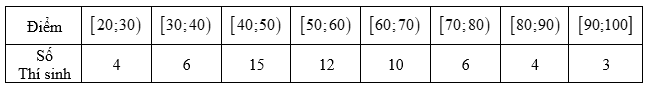 Điểm [20;30) [30;40) [40;50) [50;60) [60;70) [70;80) [80;90) [90;100]
Số
Thí sinh 4 6 15 12 10 6 4 3